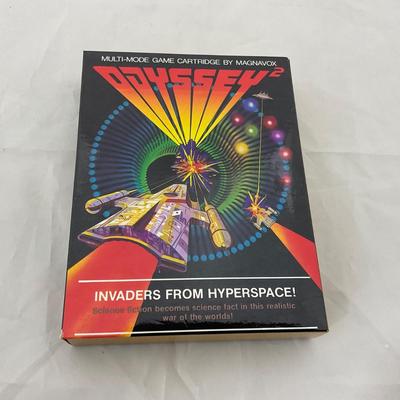 MULTI-MODE GAME CARTRIDGE BY MAGNAVOX
ODYSSEY²
INVADERS FROM HYPERSPACE!
Science fiction becomes science fact in this realistic
war of the worlds!